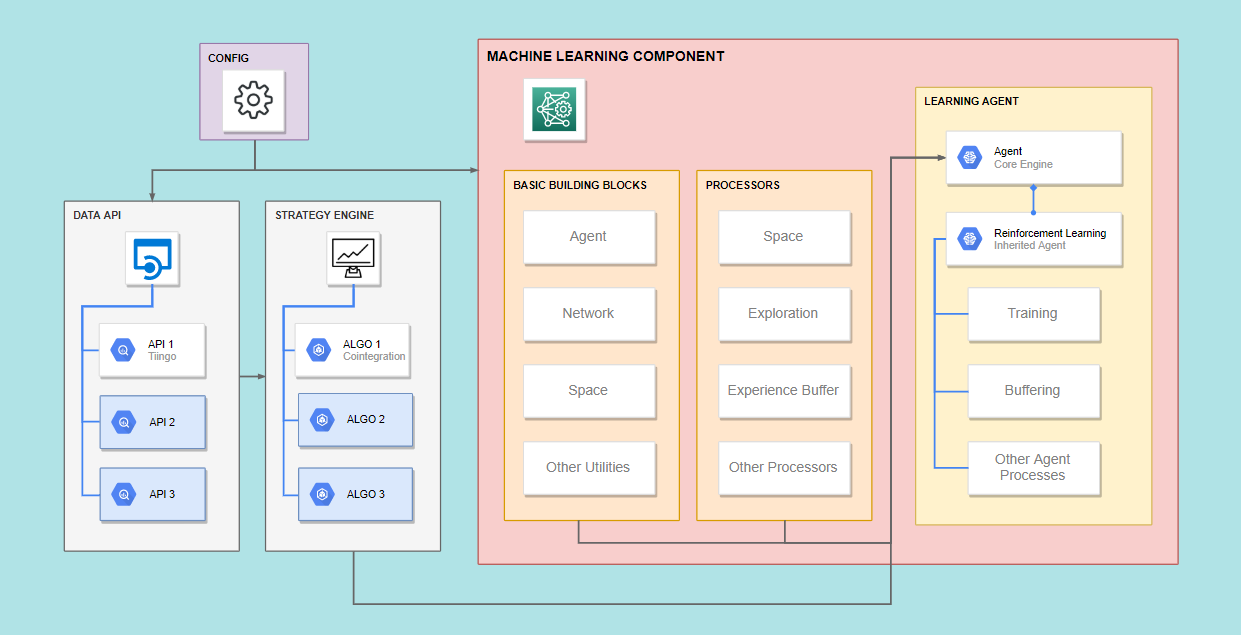 CONFIG
MACHINE LEARNING COMPONENT
DATA API
API 1
Tiingo
API 2
API 3
STRATEGY ENGINE
ALGO 1
Cointegration
ALGO 2
ALGO 3
BASIC BUILDING BLOCKS
Agent
Network
Space
Other Utilities
PROCESSORS
Space
Exploration
Experience Buffer
Other Processors
LEARNING AGENT
Agent
Core Engine
Reinforcement Learning
Inherited Agent
Training
Buffering
Other Agent
Processes